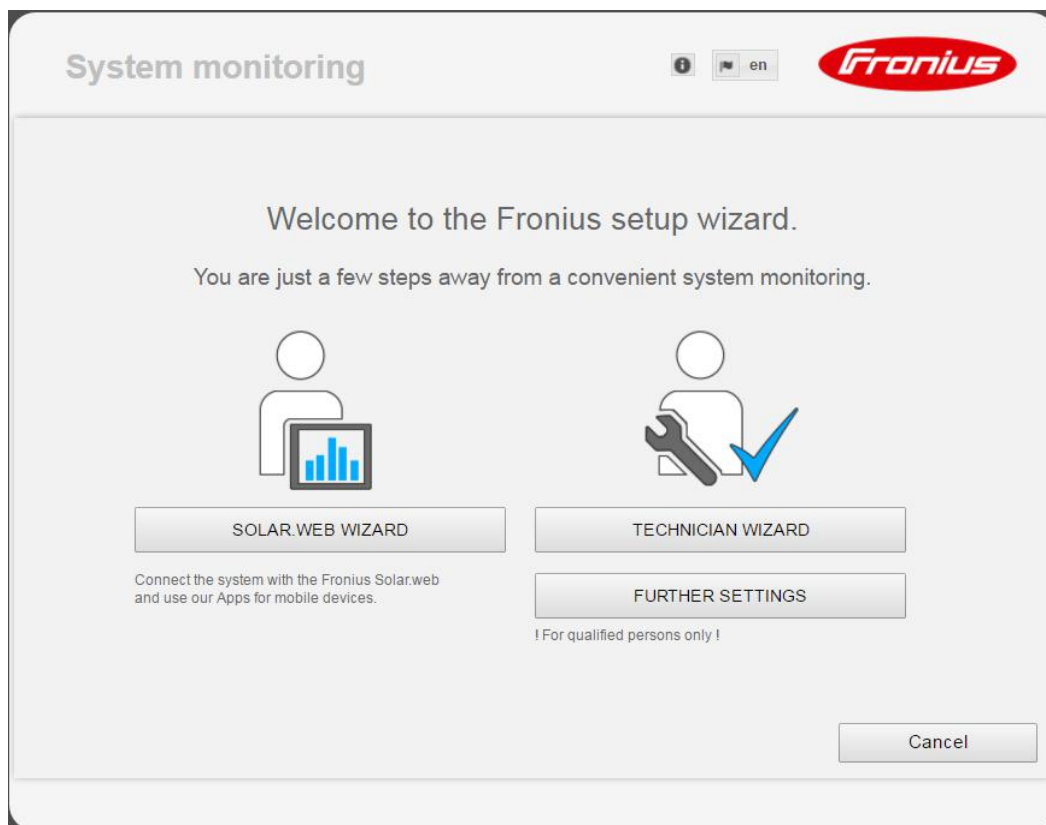 System monitoring
en
Fronius
Welcome to the Fronius setup wizard.
You are just a few steps away from a convenient system monitoring.
SOLAR.WEB WIZARD
Connect the system with the Fronius Solar.web
and use our Apps for mobile devices.
TECHNICIAN WIZARD
FURTHER SETTINGS
! For qualified persons only !
Cancel